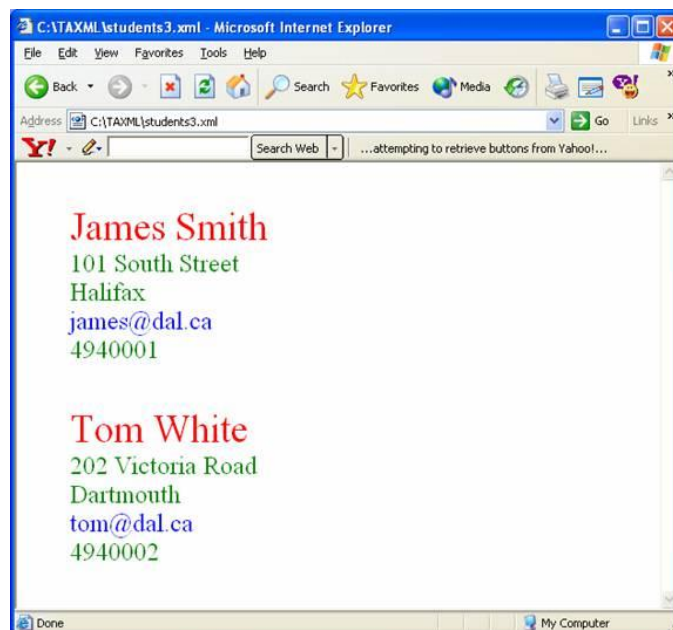 C:\TAXML\students3.xml - Microsoft Internet Explorer
File Edit View Favorites Tools Help
Back Search Favorites Media »
Address C:\TAXML\students3.xml Go Links »
Y! Search Web ...attempting to retrieve buttons from Yahoo!...
James Smith
101 South Street
Halifax
james@dal.ca
4940001
Tom White
202 Victoria Road
Dartmouth
tom@dal.ca
4940002
Done My Computer